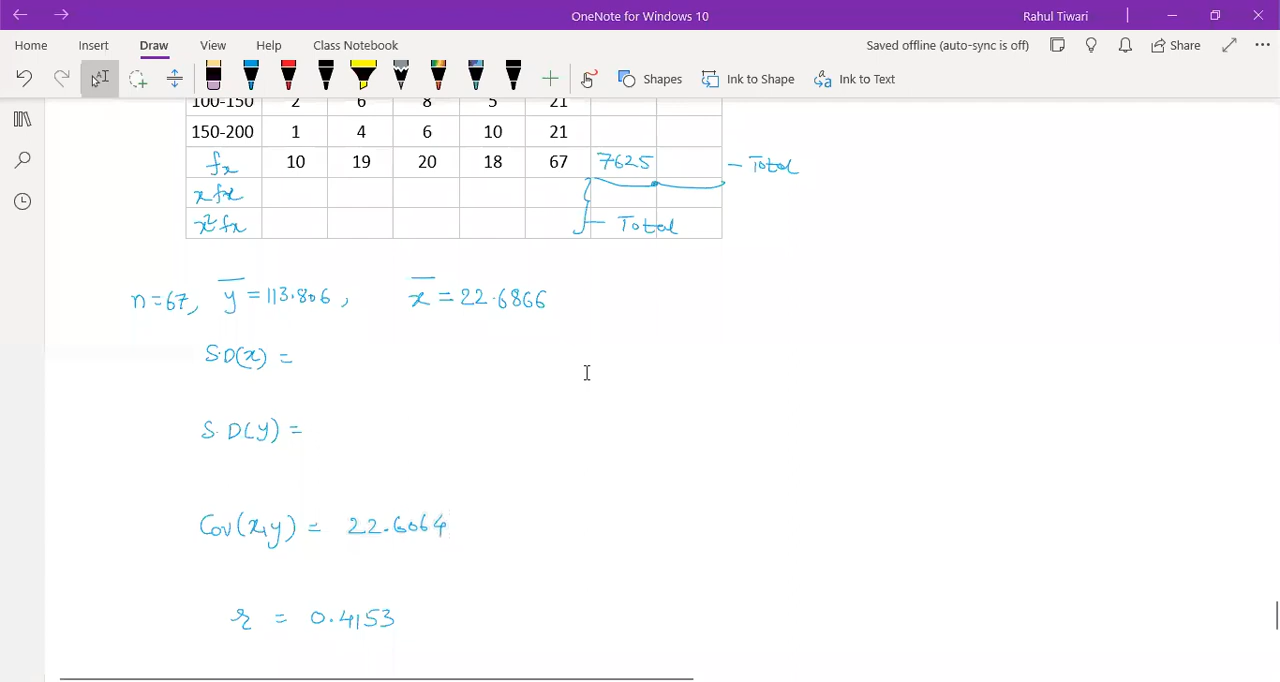 OneNote for Windows 10 Rahul Tiwari
Home Insert Draw View Help Class Notebook Saved offline (auto-sync is off) Share
Shapes Ink to Shape Ink to Text
100-150 2 6 8 5 21
150-200 1 4 6 10 21
fx 10 19 20 18 67 7625 - Total
xfx
x²fx - Total
n=67, y̅ = 113.806, x̅ = 22.6866
S.D(x) =
S.D(y) =
Cov(x,y) = 22.6064
r = 0.4153